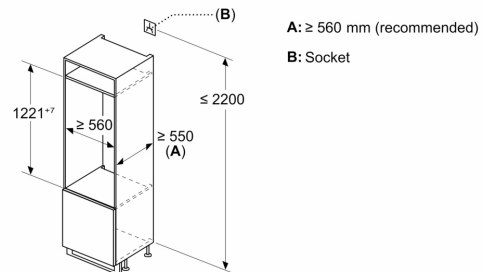 (B)
A: ≥ 560 mm (recommended)
B: Socket
≤ 2200
1221+7
≥ 560
≥ 550
(A)